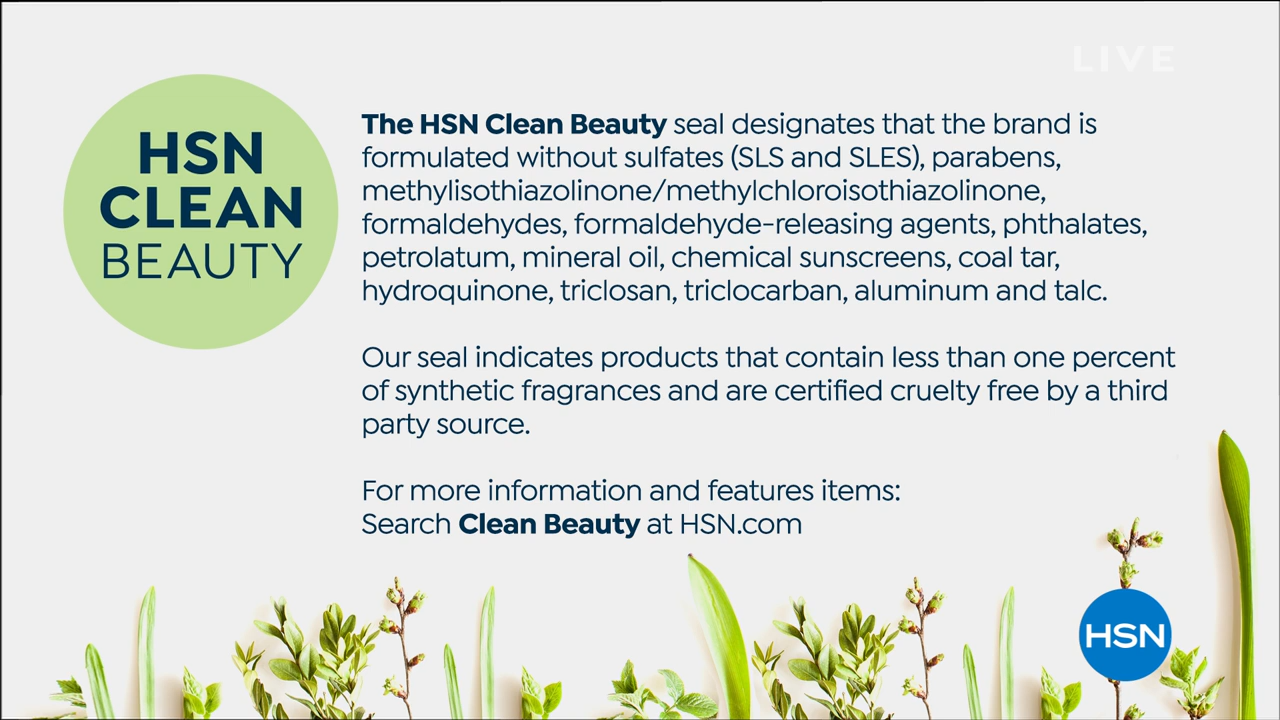 LIVE
HSN
CLEAN
BEAUTY
The HSN Clean Beauty seal designates that the brand is
formulated without sulfates (SLS and SLES), parabens,
methylisothiazolinone/methylchloroisothiazolinone,
formaldehydes, formaldehyde-releasing agents, phthalates,
petrolatum, mineral oil, chemical sunscreens, coal tar,
hydroquinone, triclosan, triclocarban, aluminum and talc.
Our seal indicates products that contain less than one percent
of synthetic fragrances and are certified cruelty free by a third
party source.
For more information and features items:
Search Clean Beauty at HSN.com
HSN